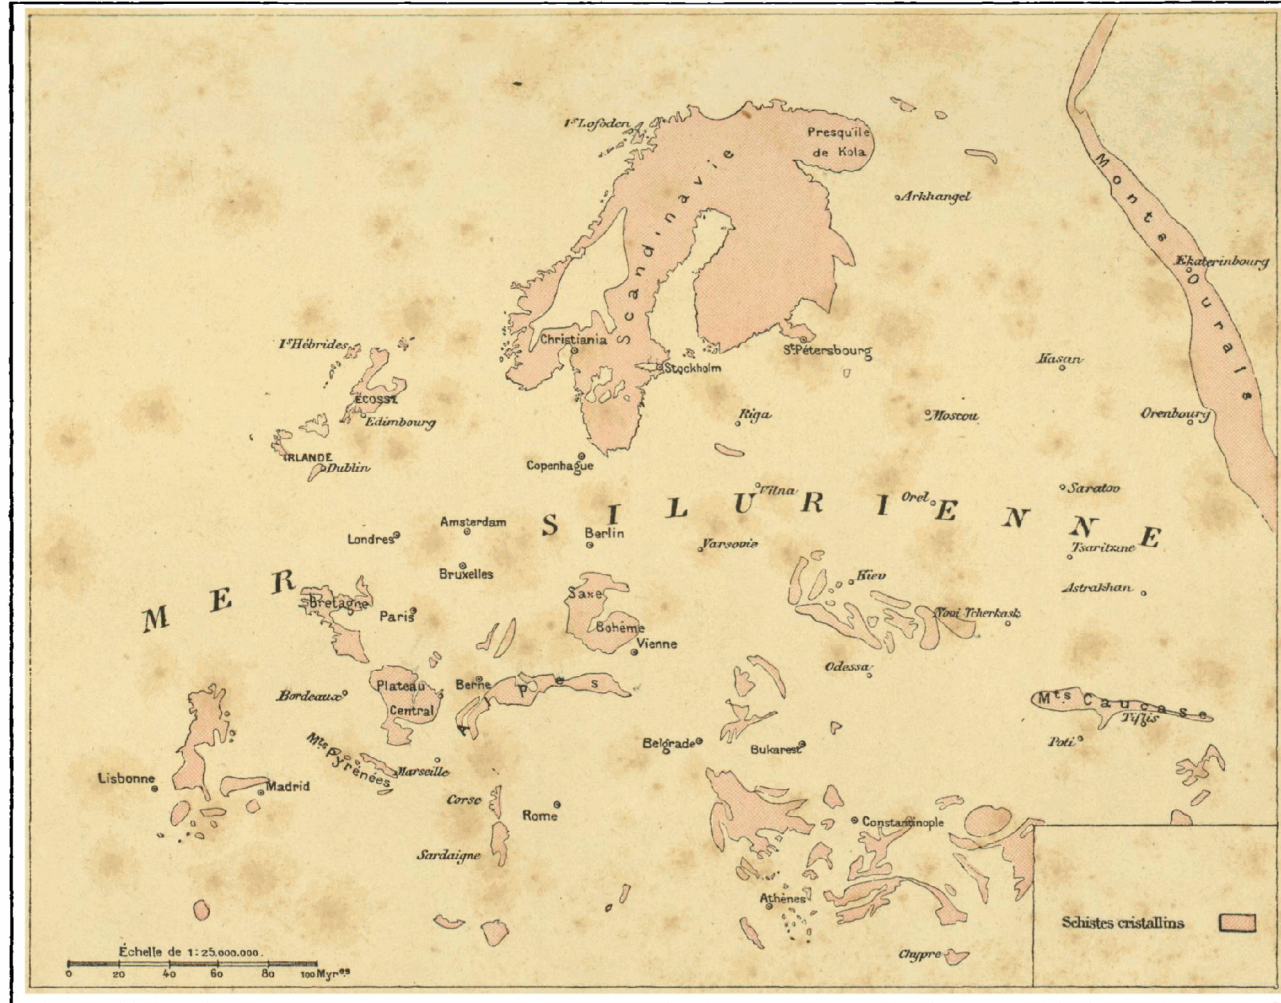 Is Lofoden
Presqu'ile
de Kola
Arkhangel
Scandinavie
Monts Ourals
Ekaterinbourg
Is Hébrides
Christiania
St Pétersbourg
Stockholm
Kasan
ÉCOSSE
Edimbourg
Riga
Moscou
Orenbourg
IRLANDE
Dublin
Copenhague
Vilna
Orel
Saratov
MER SILURIENNE
Amsterdam
Londres
Berlin
Varsovie
Tsaritzine
Bruxelles
Kiev
Astrakhan
Bretagne
Saxe
Paris
Novi Tcherkask
Bohême
Vienne
Odessa
Plateau
Central
Berne
Alpes
Bordeaux
Mts Caucase
Tiflis
Mts Pyrénées
Belgrade
Bukarest
Poti
Marseille
Lisbonne
Madrid
Corse
Rome
Constantinople
Sardaigne
Athènes
Schistes cristallins
Chypre
Échelle de 1:25.000.000.
0 20 40 60 80 100 Myres